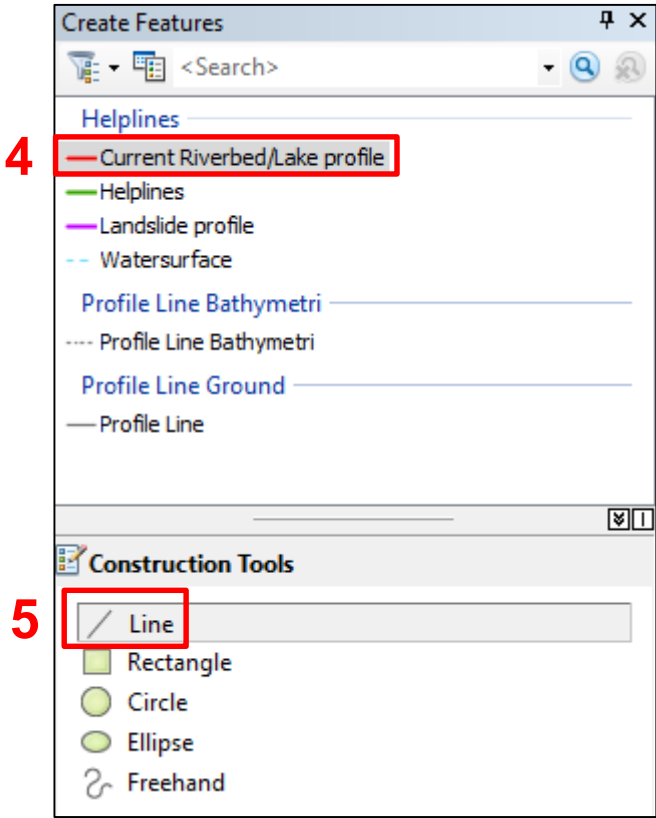 Create Features
<Search>
Helplines
4 Current Riverbed/Lake profile
Helplines
Landslide profile
Watersurface
Profile Line Bathymetri
Profile Line Bathymetri
Profile Line Ground
Profile Line
Construction Tools
5 Line
Rectangle
Circle
Ellipse
Freehand